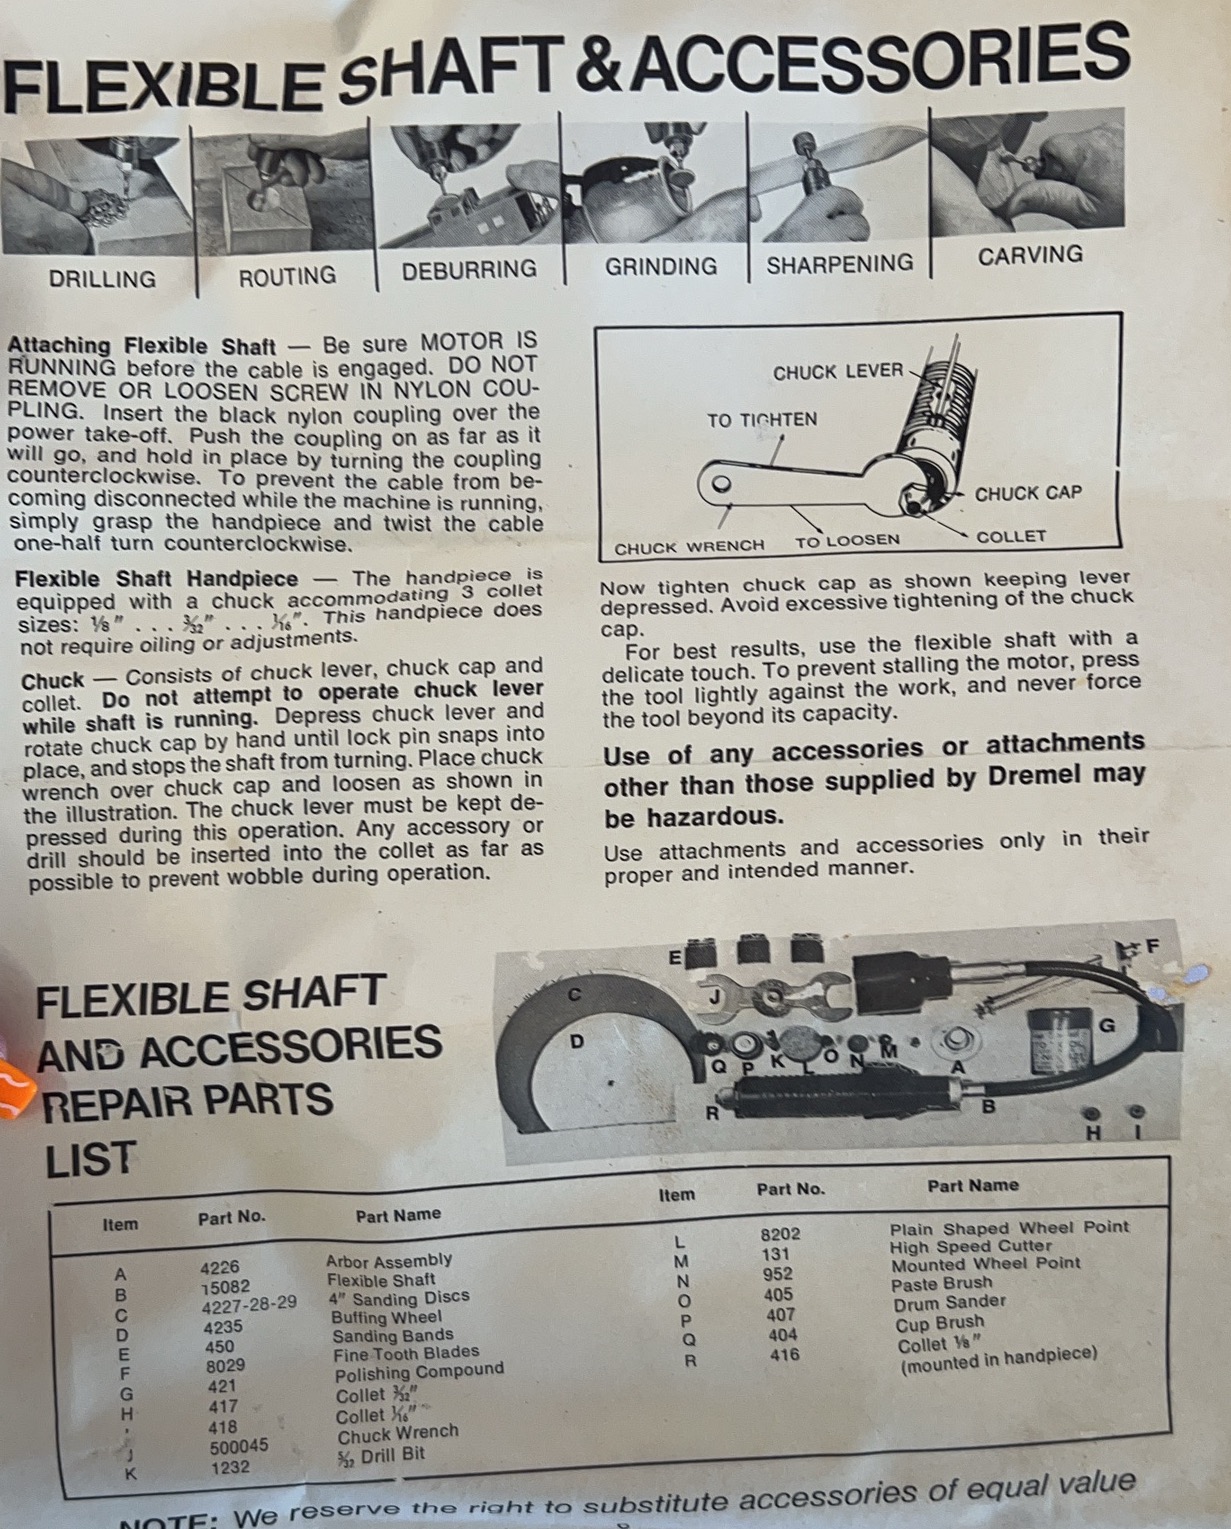 FLEXIBLE SHAFT & ACCESSORIES
DRILLING
ROUTING
DEBURRING
GRINDING
SHARPENING
CARVING
Attaching Flexible Shaft — Be sure MOTOR IS
RUNNING before the cable is engaged. DO NOT
REMOVE OR LOOSEN SCREW IN NYLON COU-
PLING. Insert the black nylon coupling over the
power take-off. Push the coupling on as far as it
will go, and hold in place by turning the coupling
counterclockwise. To prevent the cable from be-
coming disconnected while the machine is running,
simply grasp the handpiece and twist the cable
one-half turn counterclockwise.
Flexible Shaft Handpiece — The handpiece is
equipped with a chuck accommodating 3 collet
sizes: ⅛" . . . 3/32" . . . 1/16". This handpiece does
not require oiling or adjustments.
Chuck — Consists of chuck lever, chuck cap and
collet. Do not attempt to operate chuck lever
while shaft is running. Depress chuck lever and
rotate chuck cap by hand until lock pin snaps into
place, and stops the shaft from turning. Place chuck
wrench over chuck cap and loosen as shown in
the illustration. The chuck lever must be kept de-
pressed during this operation. Any accessory or
drill should be inserted into the collet as far as
possible to prevent wobble during operation.
CHUCK LEVER
TO TIGHTEN
CHUCK CAP
COLLET
CHUCK WRENCH
TO LOOSEN
Now tighten chuck cap as shown keeping lever
depressed. Avoid excessive tightening of the chuck
cap.
For best results, use the flexible shaft with a
delicate touch. To prevent stalling the motor, press
the tool lightly against the work, and never force
the tool beyond its capacity.
Use of any accessories or attachments
other than those supplied by Dremel may
be hazardous.
Use attachments and accessories only in their
proper and intended manner.
FLEXIBLE SHAFT
AND ACCESSORIES
REPAIR PARTS
LIST
E
F
C
J
D
G
Q P K L O N M
A
R
B
H I
Item Part No. Part Name
A 4226 Arbor Assembly
B 15082 Flexible Shaft
C 4227-28-29 4" Sanding Discs
D 4235 Buffing Wheel
E 450 Sanding Bands
F 8029 Fine Tooth Blades
G 421 Polishing Compound
H 417 Collet 3/32"
418 Collet 1/16"
J 500045 Chuck Wrench
K 1232 5/32 Drill Bit
Item Part No. Part Name
L 8202 Plain Shaped Wheel Point
M 131 High Speed Cutter
N 952 Mounted Wheel Point
O 405 Paste Brush
P 407 Drum Sander
Q 404 Cup Brush
R 416 Collet ⅛"
(mounted in handpiece)
NOTE: We reserve the right to substitute accessories of equal value